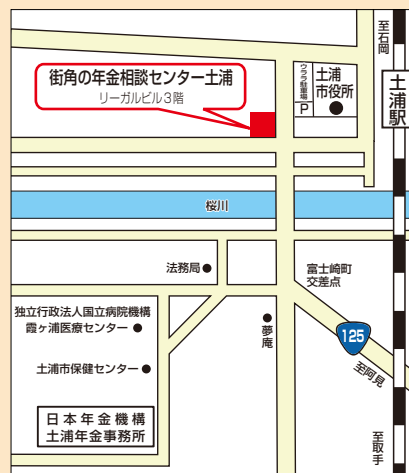 至石岡
土浦駅
街角の年金相談センター土浦
リーガルビル3階
ウララ駐車場
P
土浦
市役所
桜川
法務局
富士崎町
交差点
独立行政法人国立病院機構
霞ヶ浦医療センター
夢庵
125
土浦市保健センター
至阿見
日本年金機構
土浦年金事務所
至取手